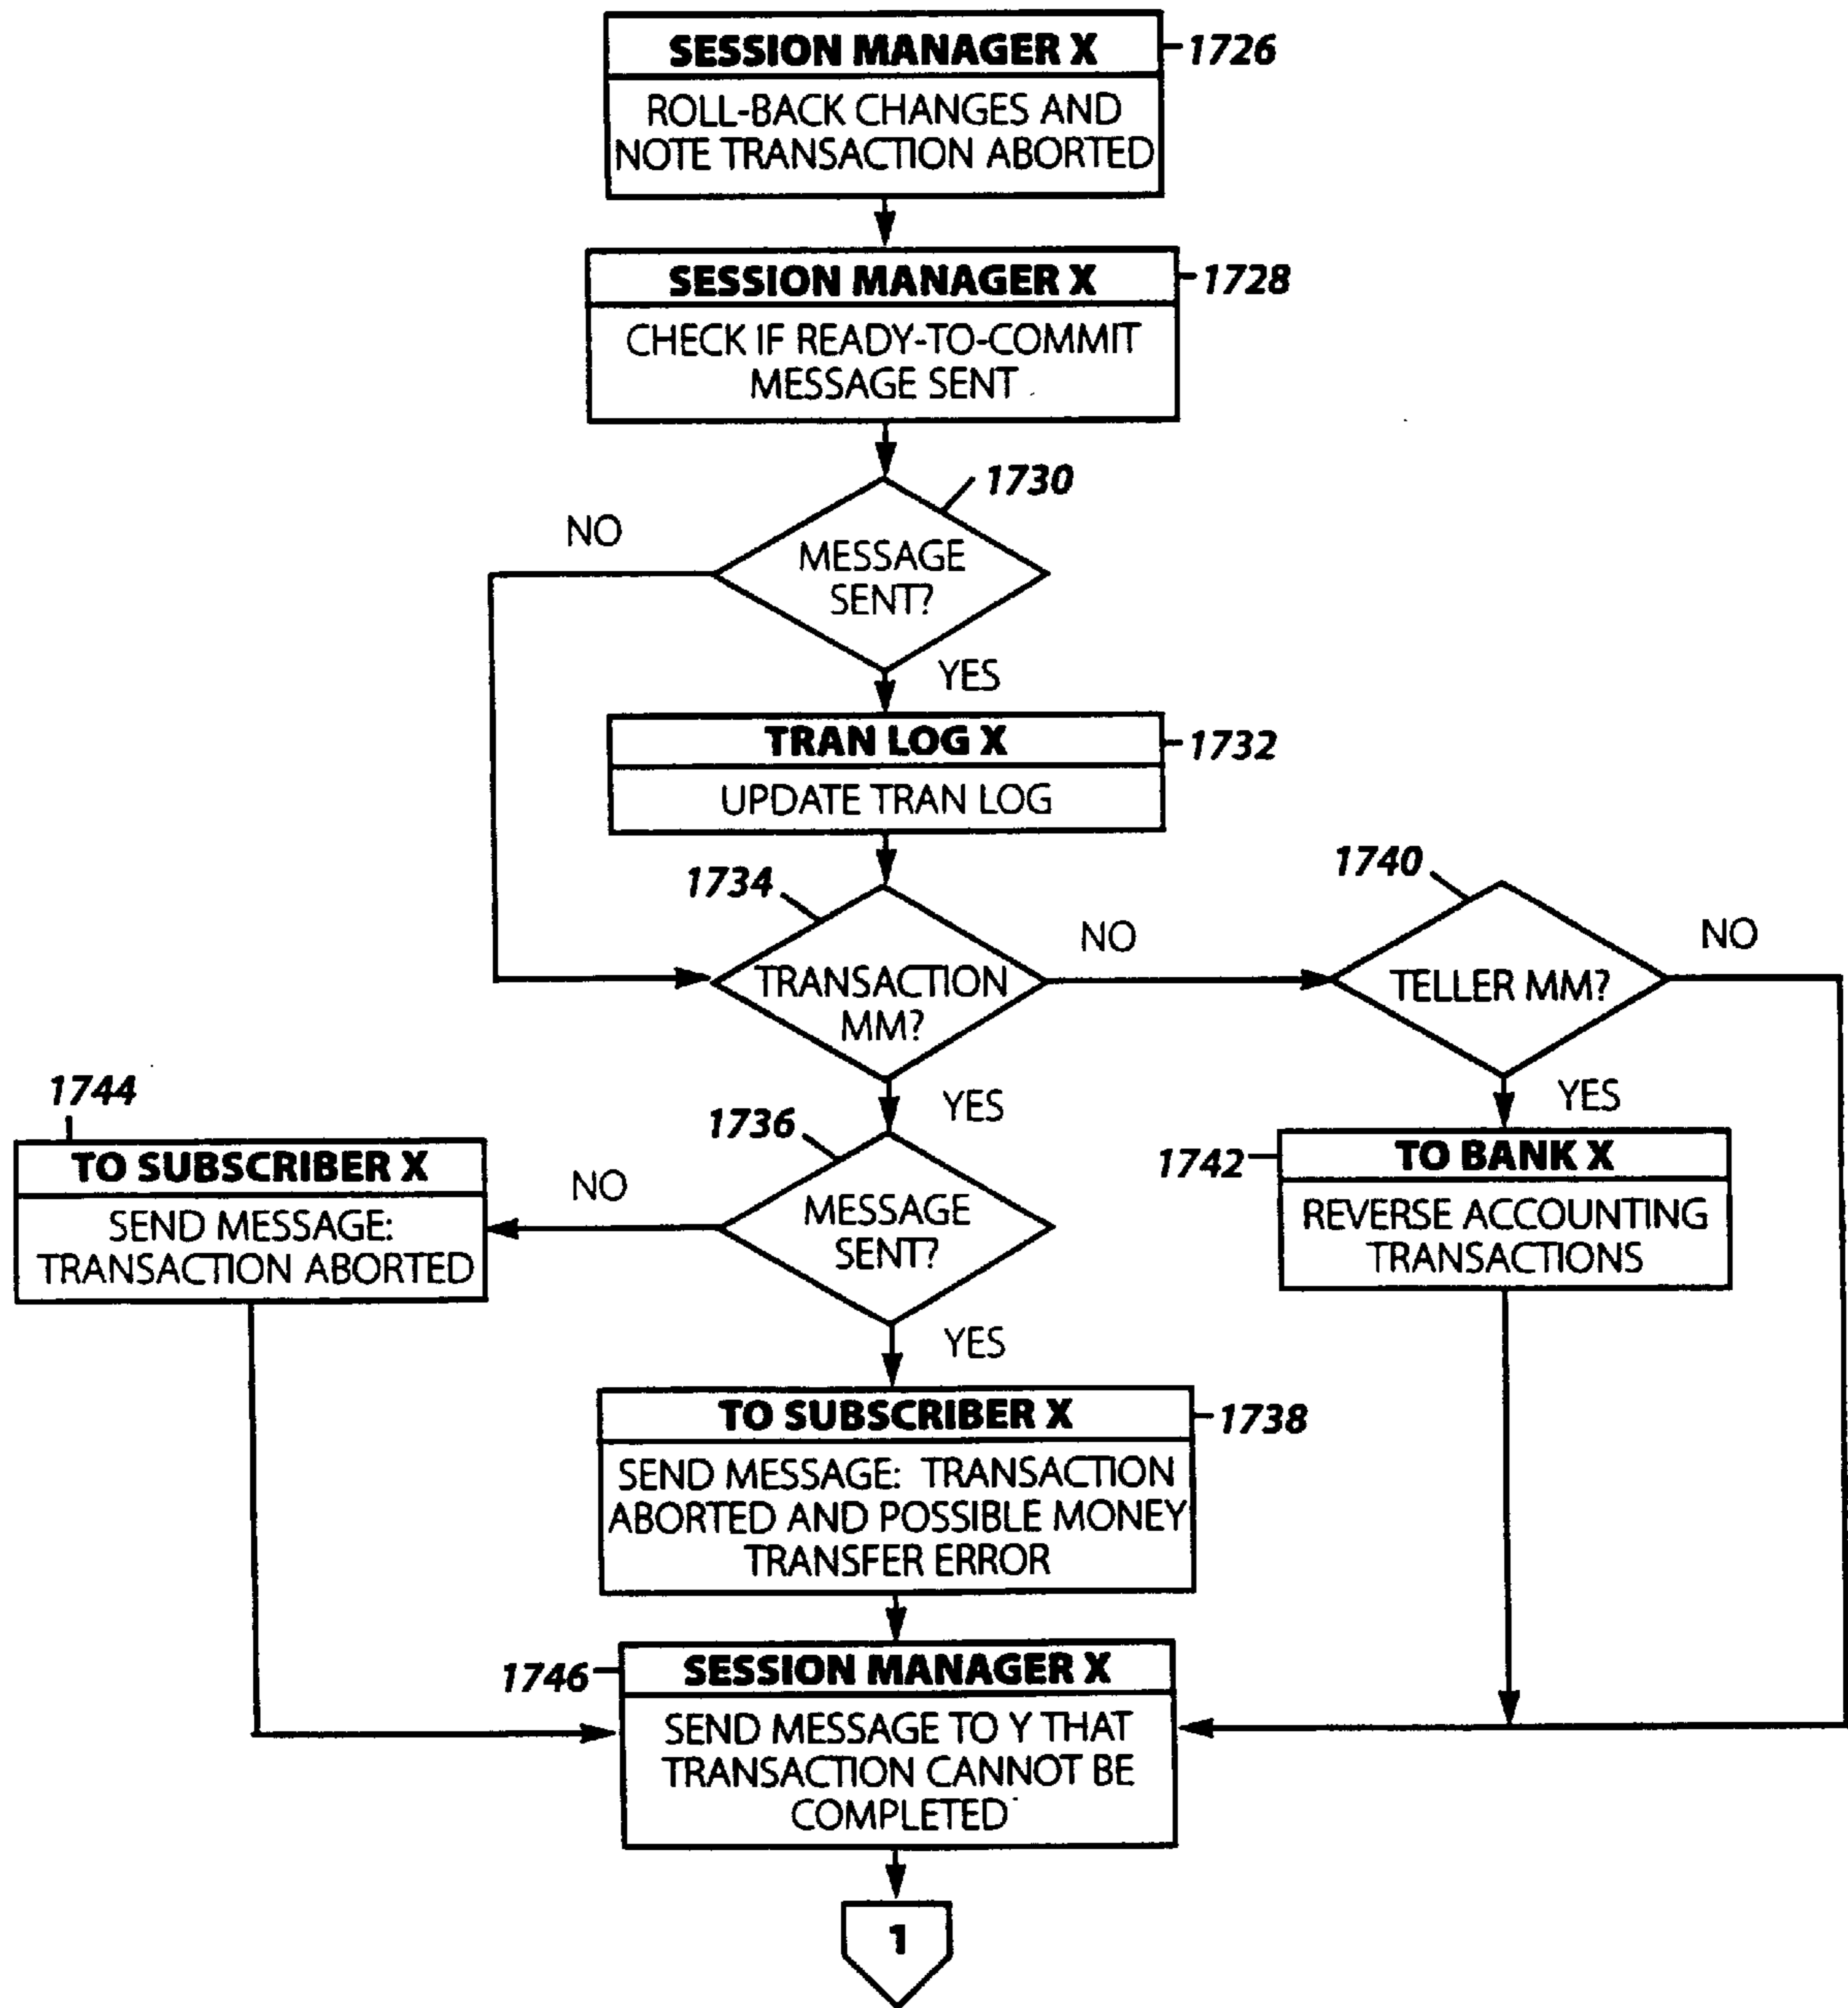 SESSION MANAGER X
1726
ROLL-BACK CHANGES AND
NOTE TRANSACTION ABORTED
SESSION MANAGER X
1728
CHECK IF READY-TO-COMMIT
MESSAGE SENT
1730
NO
MESSAGE
SENT?
YES
TRAN LOG X
1732
UPDATE TRAN LOG
1734
1740
NO
NO
TRANSACTION
MM?
TELLER MM?
YES
YES
1744
1736
TO SUBSCRIBER X
SEND MESSAGE:
TRANSACTION ABORTED
NO
MESSAGE
SENT?
1742
TO BANK X
REVERSE ACCOUNTING
TRANSACTIONS
YES
TO SUBSCRIBER X
1738
SEND MESSAGE: TRANSACTION
ABORTED AND POSSIBLE MONEY
TRANSFER ERROR
1746
SESSION MANAGER X
SEND MESSAGE TO Y THAT
TRANSACTION CANNOT BE
COMPLETED
1